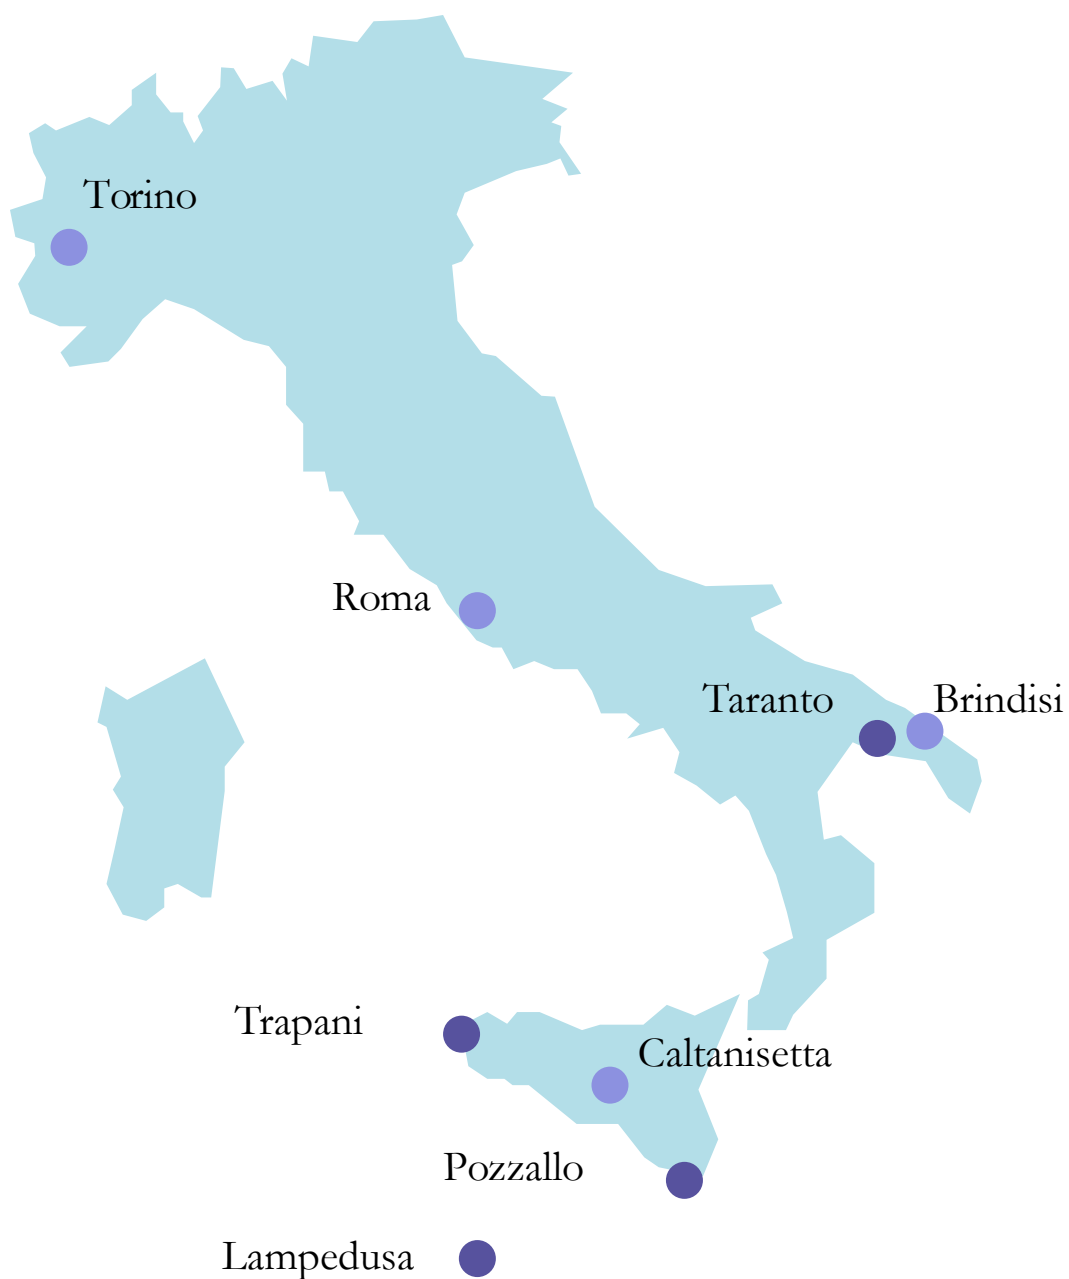 Torino
Roma
Taranto
Brindisi
Trapani
Caltanisetta
Pozzallo
Lampedusa